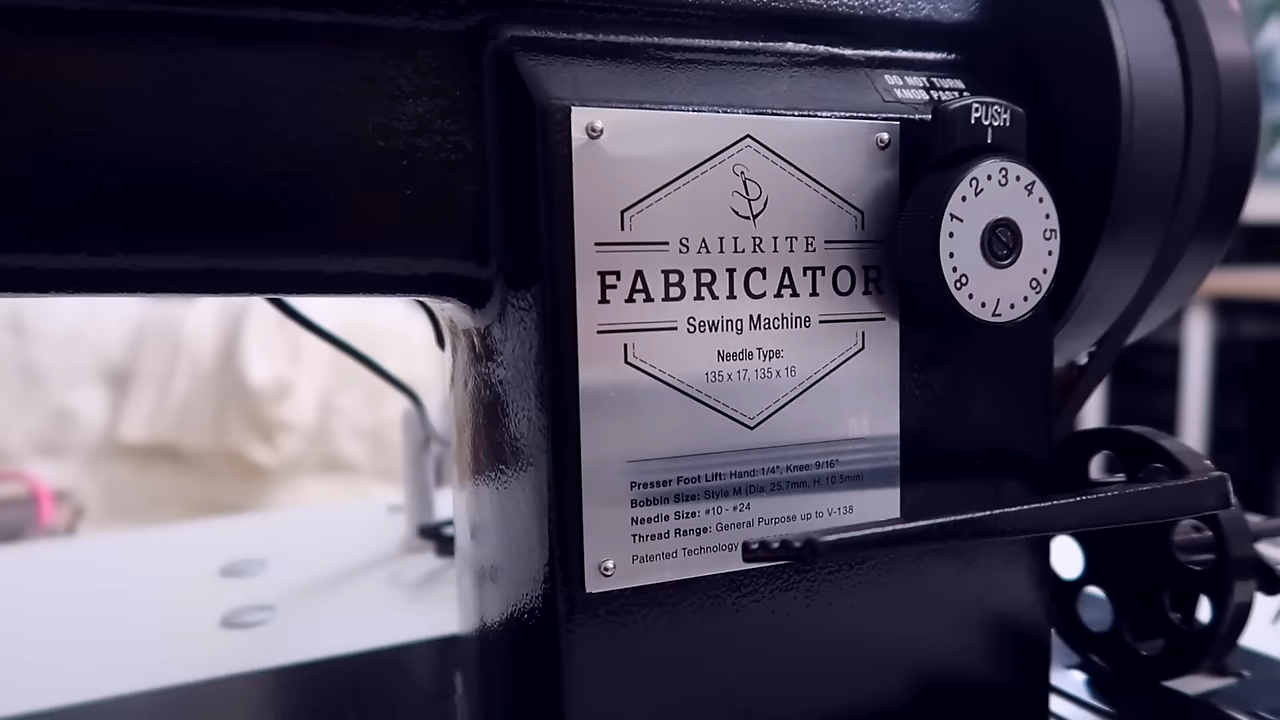 DO NOT TURN
KNOB PAST
PUSH
1 • 2 • 3 • 4 • 5 • 6 • 7 • 8
SAILRITE
FABRICATOR
Sewing Machine
Needle Type:
135 x 17, 135 x 16
Presser Foot Lift: Hand: 1/4", Knee: 9/16"
Bobbin Size: Style M (Dia. 25.7mm, H 10.5mm)
Needle Size: #10 - #24
Thread Range: General Purpose up to V-138
Patented Technology